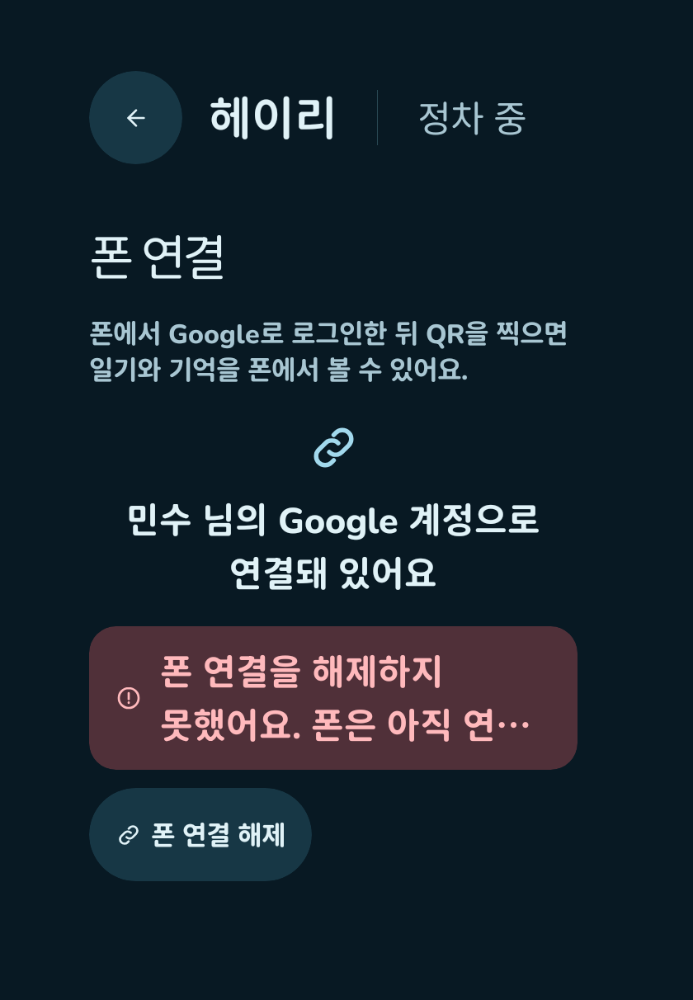 헤이리
정차 중
폰 연결
폰에서 Google로 로그인한 뒤 QR을 찍으면
일기와 기억을 폰에서 볼 수 있어요.
민수 님의 Google 계정으로
연결돼 있어요
폰 연결을 해제하지
못했어요. 폰은 아직 연…
폰 연결 해제